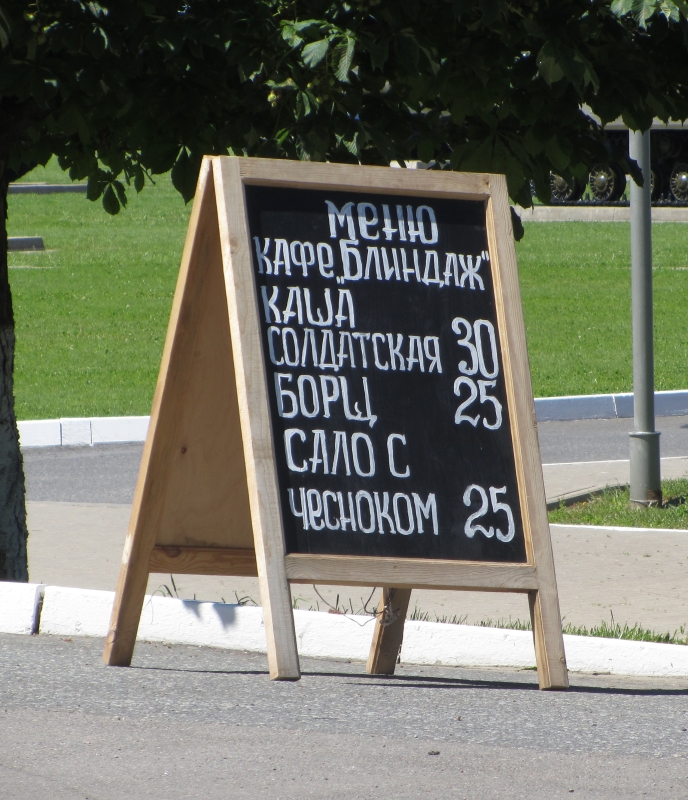 МЕНЮ
КАФЕ „БЛИНДАЖ"
КАША
СОЛДАТСКАЯ 30
БОРЩ 25
САЛО С
ЧЕСНОКОМ 25